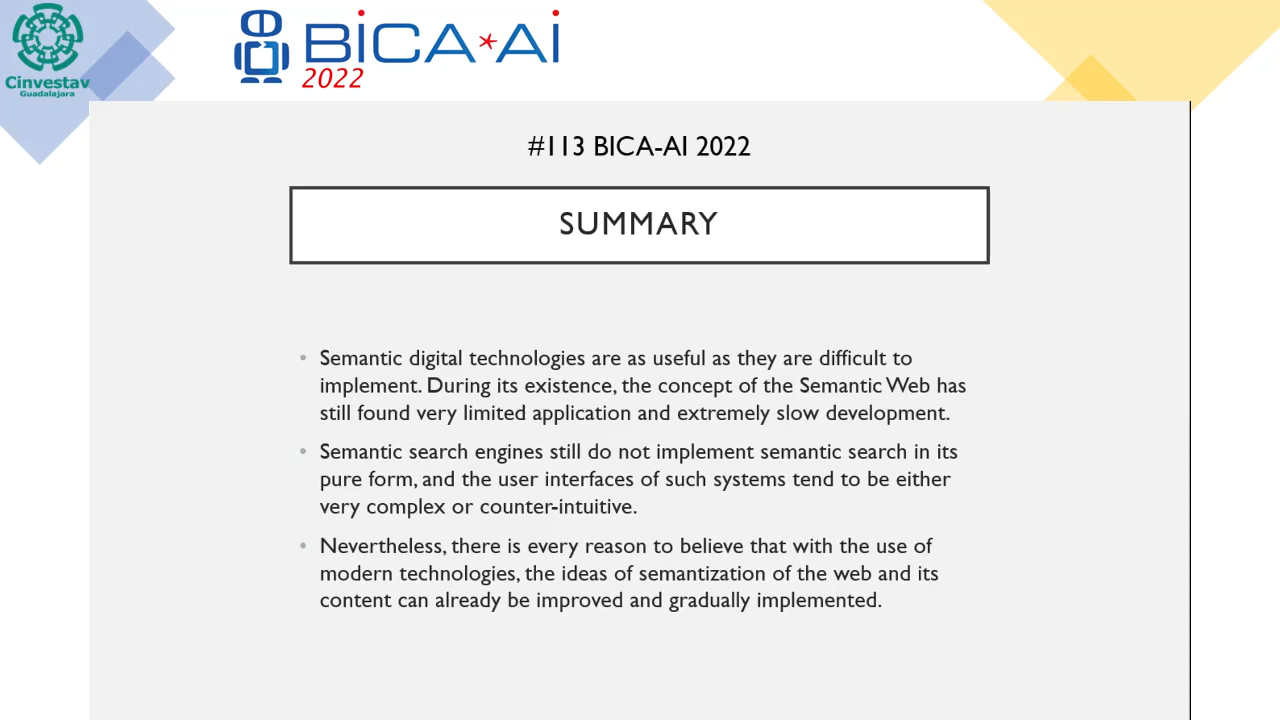 Cinvestav
Guadalajara
BiCA*Ai
2022
#113 BICA-AI 2022
SUMMARY
• Semantic digital technologies are as useful as they are difficult to
implement. During its existence, the concept of the Semantic Web has
still found very limited application and extremely slow development.
• Semantic search engines still do not implement semantic search in its
pure form, and the user interfaces of such systems tend to be either
very complex or counter-intuitive.
• Nevertheless, there is every reason to believe that with the use of
modern technologies, the ideas of semantization of the web and its
content can already be improved and gradually implemented.